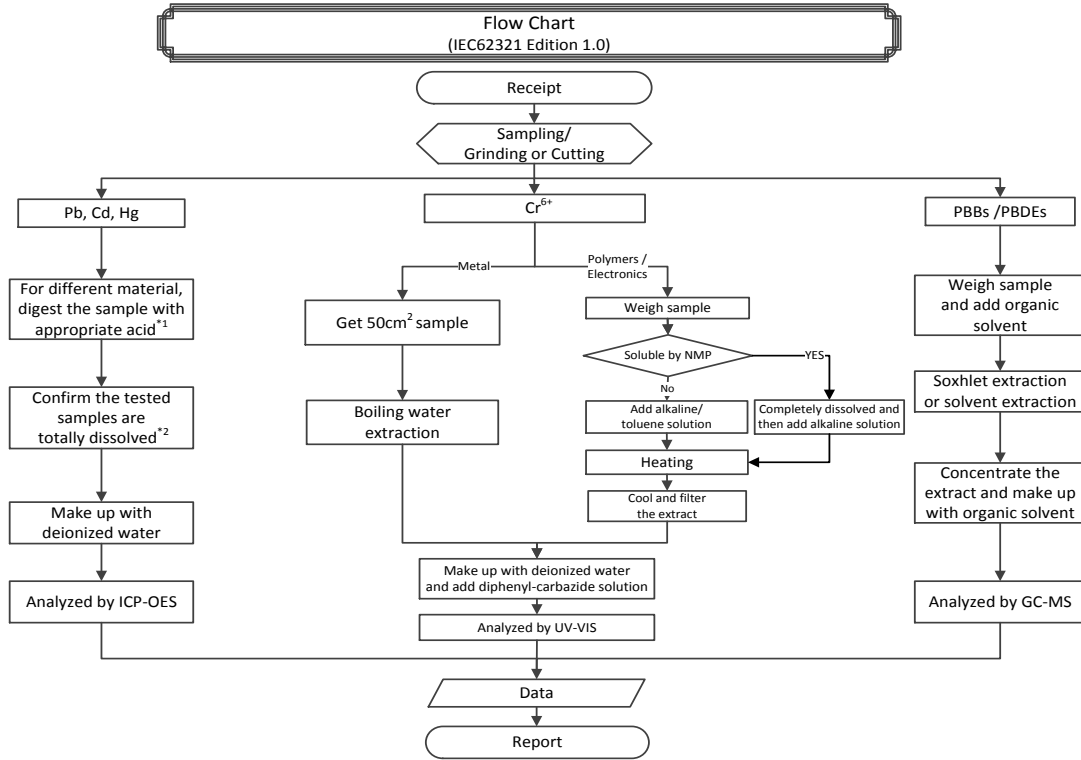 Flow Chart
(IEC62321 Edition 1.0)
Receipt
Sampling/
Grinding or Cutting
Pb, Cd, Hg
For different material,
digest the sample with
appropriate acid*1
Confirm the tested
samples are
totally dissolved*2
Make up with
deionized water
Analyzed by ICP-OES
Cr6+
Metal
Get 50cm2 sample
Boiling water
extraction
Polymers /
Electronics
Weigh sample
Soluble by NMP
YES
No
Add alkaline/
toluene solution
Completely dissolved and
then add alkaline solution
Heating
Cool and filter
the extract
Make up with deionized water
and add diphenyl-carbazide solution
Analyzed by UV-VIS
PBBs /PBDEs
Weigh sample
and add organic
solvent
Soxhlet extraction
or solvent extraction
Concentrate the
extract and make up
with organic solvent
Analyzed by GC-MS
Data
Report